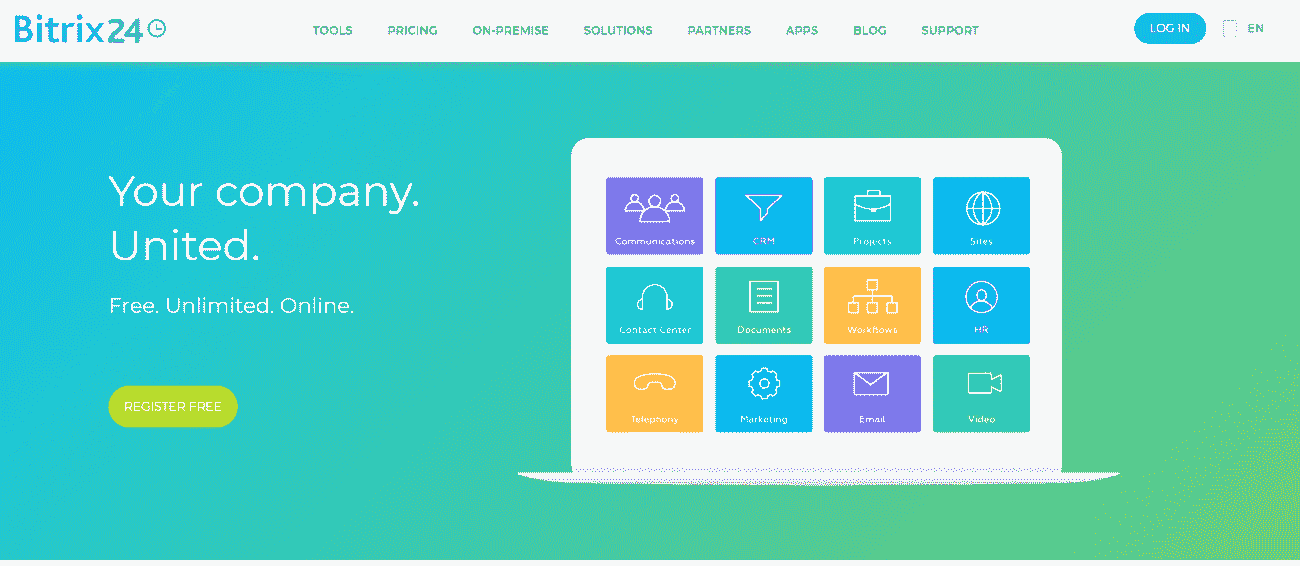 Bitrix24
TOOLS PRICING ON-PREMISE SOLUTIONS PARTNERS APPS BLOG SUPPORT
LOG IN
EN
Your company.
United.
Free. Unlimited. Online.
REGISTER FREE
Communications CRM Projects Sites
Contact Center Documents Workflows HR
Telephony Marketing Email Video